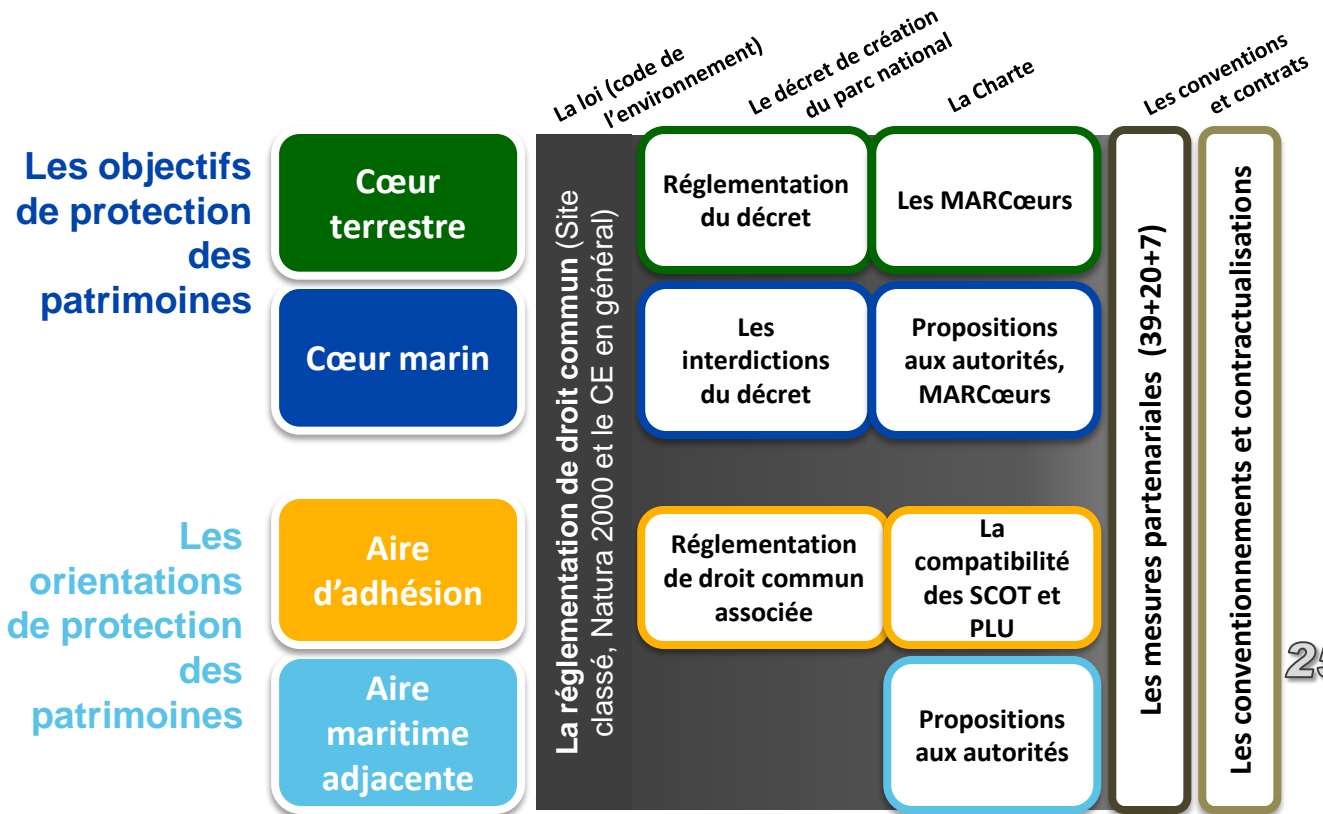 La loi (code de
l'environnement)
Le décret de création
du parc national
La Charte
Les conventions
et contrats
Les objectifs
de protection
des
patrimoines
Cœur
terrestre
Cœur marin
La réglementation de droit commun (Site
classé, Natura 2000 et le CE en général)
Réglementation
du décret
Les MARCœurs
Les
interdictions
du décret
Propositions
aux autorités,
MARCœurs
Les
orientations
de protection
des
patrimoines
Aire
d'adhésion
Aire
maritime
adjacente
Réglementation
de droit commun
associée
La
compatibilité
des SCOT et
PLU
Propositions
aux autorités
Les mesures partenariales (39+20+7)
Les conventionnements et contractualisations
25